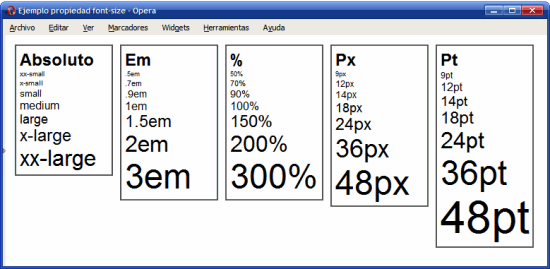 Ejemplo propiedad font-size - Opera
Archivo Editar Ver Marcadores Widgets Herramientas Ayuda
Absoluto
xx-small
x-small
small
medium
large
x-large
xx-large
Em
.5em
.7em
.9em
1em
1.5em
2em
3em
%
50%
70%
90%
100%
150%
200%
300%
Px
9px
12px
14px
18px
24px
36px
48px
Pt
9pt
12pt
14pt
18pt
24pt
36pt
48pt